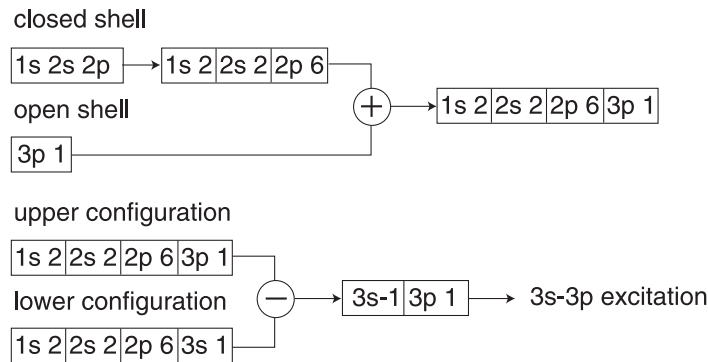 closed shell
1s 2s 2p
1s 2 2s 2 2p 6
+
1s 2 2s 2 2p 6 3p 1
open shell
3p 1
upper configuration
1s 2 2s 2 2p 6 3p 1
−
3s-1 3p 1
3s-3p excitation
lower configuration
1s 2 2s 2 2p 6 3s 1